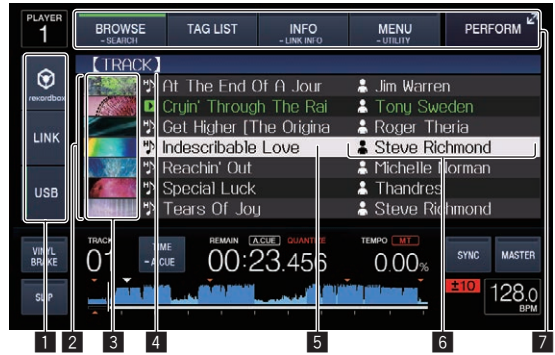 PLAYER
1
BROWSE
- SEARCH
TAG LIST
INFO
- LINK INFO
MENU
- UTILITY
PERFORM
[TRACK]
rekordbox
LINK
USB
At The End Of A Jour
Jim Warren
Cryin' Through The Rai
Tony Sweden
Get Higher [The Origina
Roger Theria
Indescribable Love
Steve Richmond
Reachin' Out
Michelle Norman
Special Luck
Thandres
Tears Of Joy
Steve Richmond
VINYL
BRAKE
SLIP
TRACK
01
TIME
- A.CUE
REMAIN A.CUE QUANTIZE
00:23.456
TEMPO MT
0.00%
±10
SYNC
MASTER
128.0
BPM
1 2 3 4 5 6 7